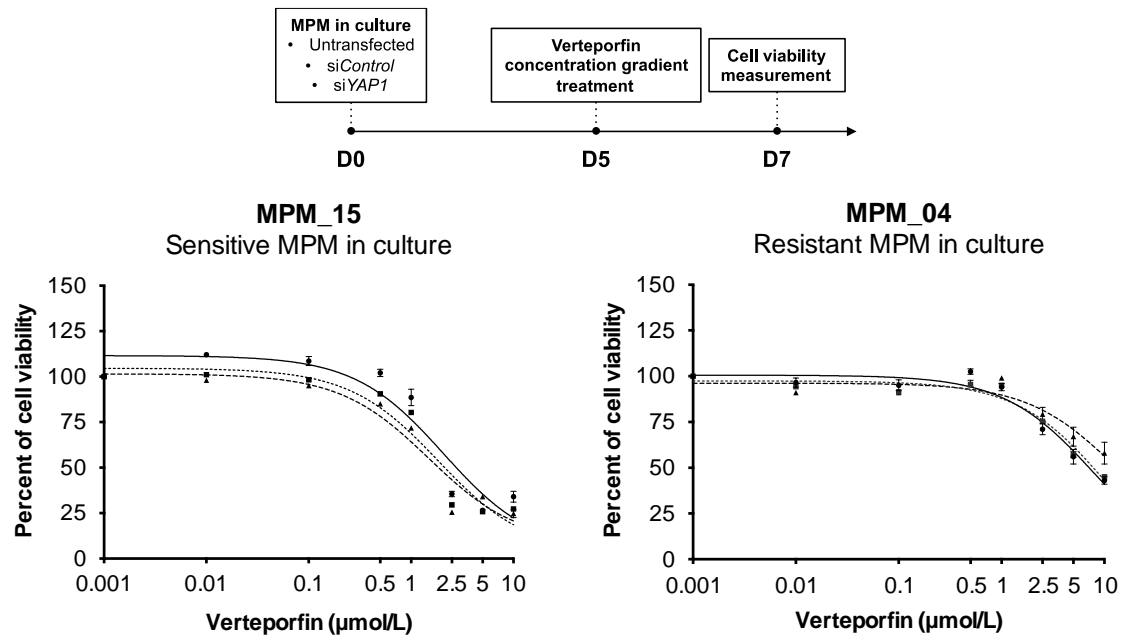 MPM in culture
• Untransfected
• siControl
• siYAP1
Verteporfin
concentration gradient
treatment
Cell viability
measurement
D0
D5
D7
MPM_15
Sensitive MPM in culture
150
125
100
75
50
25
0
Percent of cell viability
0.001
0.01
0.1
0.5
1
2.5
5
10
Verteporfin (µmol/L)
MPM_04
Resistant MPM in culture
150
125
100
75
50
25
0
Percent of cell viability
0.001
0.01
0.1
0.5
1
2.5
5
10
Verteporfin (µmol/L)